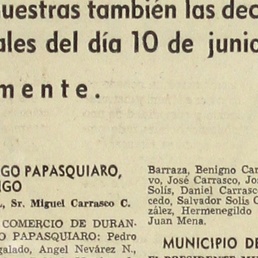 nuestras también las dec
ales del día 10 de junio
mente.
GO PAPASQUIARO,
NGO
Sr. Miguel Carrasco C.
COMERCIO DE DURAN-
O PAPASQUIARO: Pedro
galado, Angel Nevárez N.,
Barraza, Benigno Car
vo, José Carrasco, Jo
Solís, Daniel Carrasc
cedo, Salvador Solís C
zález, Hermenegildo
Juan Mena.
MUNICIPIO DE